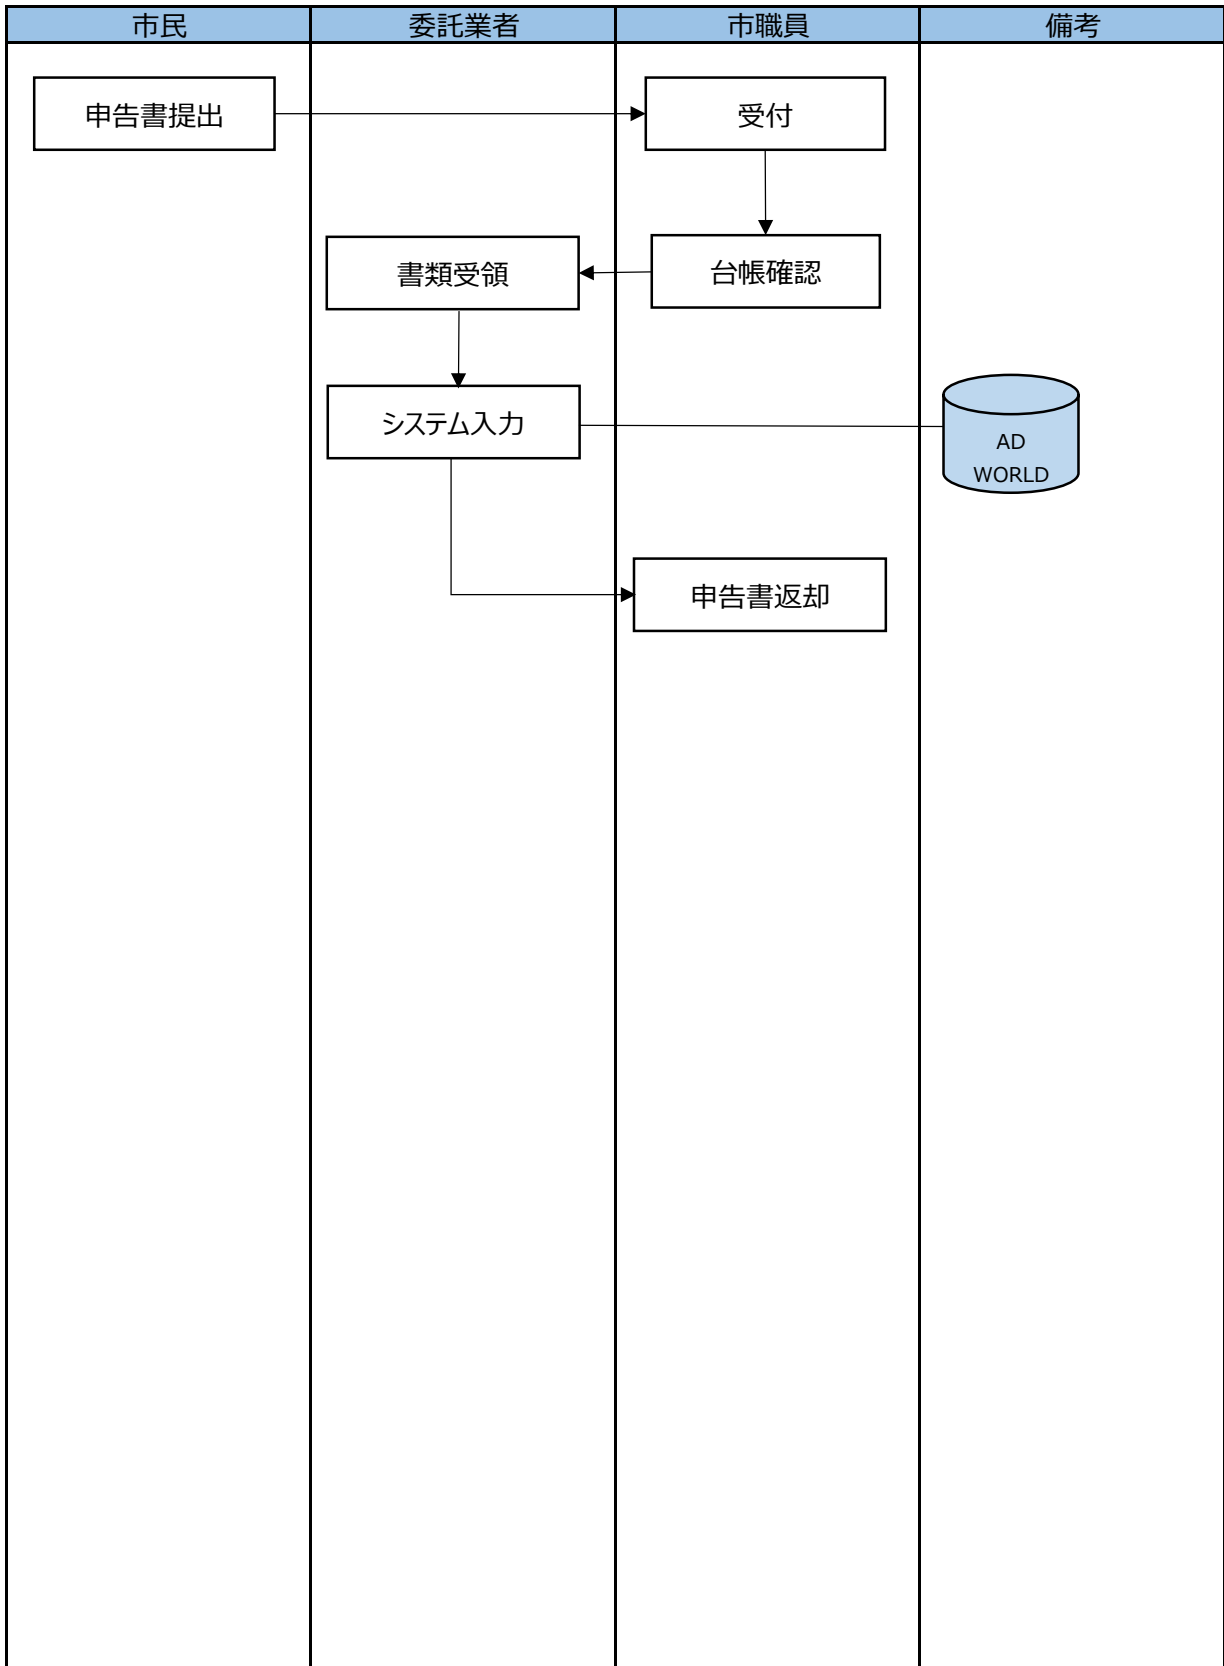 市民
委託業者
市職員
備考
申告書提出
受付
書類受領
台帳確認
システム入力
AD
WORLD
申告書返却